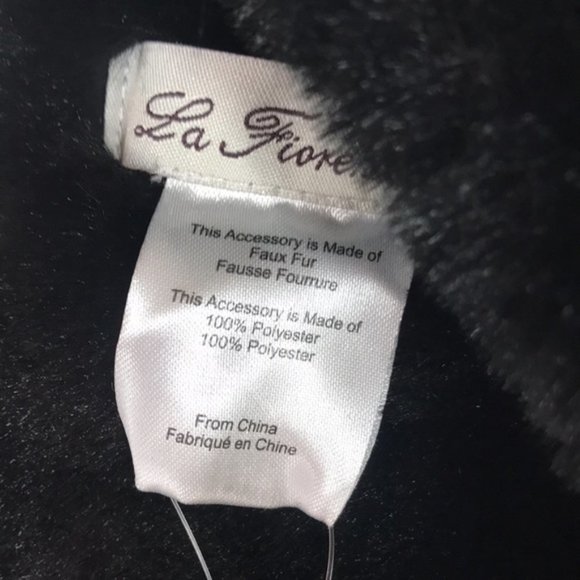 La Fiore
This Accessory is Made of
Faux Fur
Fausse Fourrure
This Accessory is Made of
100% Polyester
100% Polyester
From China
Fabriqué en Chine